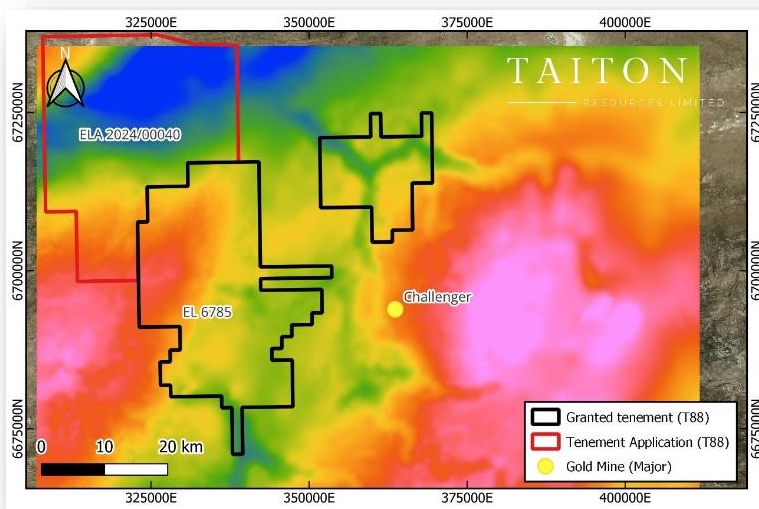 325000E 350000E 375000E 400000E
N
TAITON
RESOURCES LIMITED
6725000N
6725000N
ELA 2024/00040
6700000N
6700000N
Challenger
EL 6785
6675000N
6675000N
Granted tenement (T88)
Tenement Application (T88)
Gold Mine (Major)
0 10 20 km
325000E 350000E 375000E 400000E